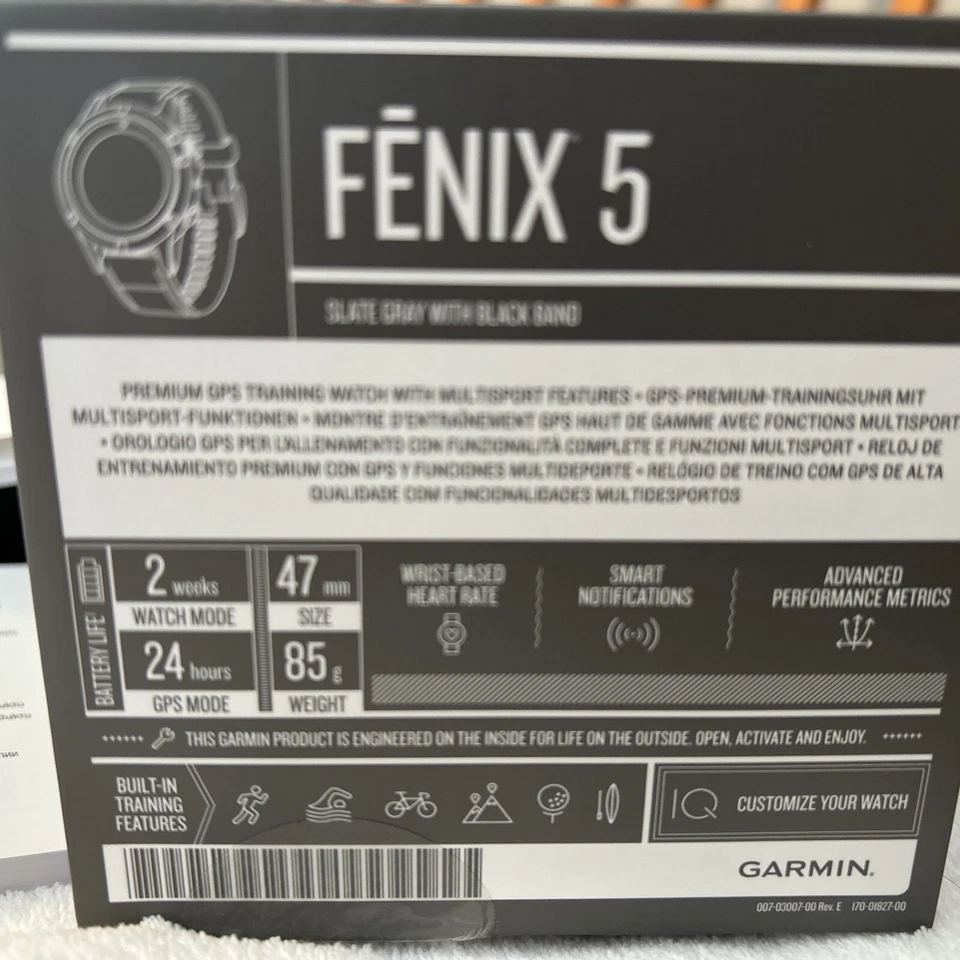 FĒNIX™ 5
SLATE GRAY WITH BLACK BAND
PREMIUM GPS TRAINING WATCH WITH MULTISPORT FEATURES • GPS-PREMIUM-TRAININGSUHR MIT
MULTISPORT-FUNKTIONEN • MONTRE D'ENTRAÎNEMENT GPS HAUT DE GAMME AVEC FONCTIONS MULTISPORT
• OROLOGIO GPS PER L'ALLENAMENTO CON FUNZIONALITÀ COMPLETE E FUNZIONI MULTISPORT • RELOJ DE
ENTRENAMIENTO PREMIUM CON GPS Y FUNCIONES MULTIDEPORTE • RELÓGIO DE TREINO COM GPS DE ALTA
QUALIDADE COM FUNCIONALIDADES MULTIDESPORTOS
BATTERY LIFE
2 weeks
WATCH MODE
24 hours
GPS MODE
47 mm
SIZE
85 g
WEIGHT
WRIST-BASED
HEART RATE
SMART
NOTIFICATIONS
ADVANCED
PERFORMANCE METRICS
THIS GARMIN PRODUCT IS ENGINEERED ON THE INSIDE FOR LIFE ON THE OUTSIDE. OPEN, ACTIVATE AND ENJOY.
BUILT-IN
TRAINING
FEATURES
IQ CUSTOMIZE YOUR WATCH
GARMIN.
007-03007-00 Rev. E 170-01827-00